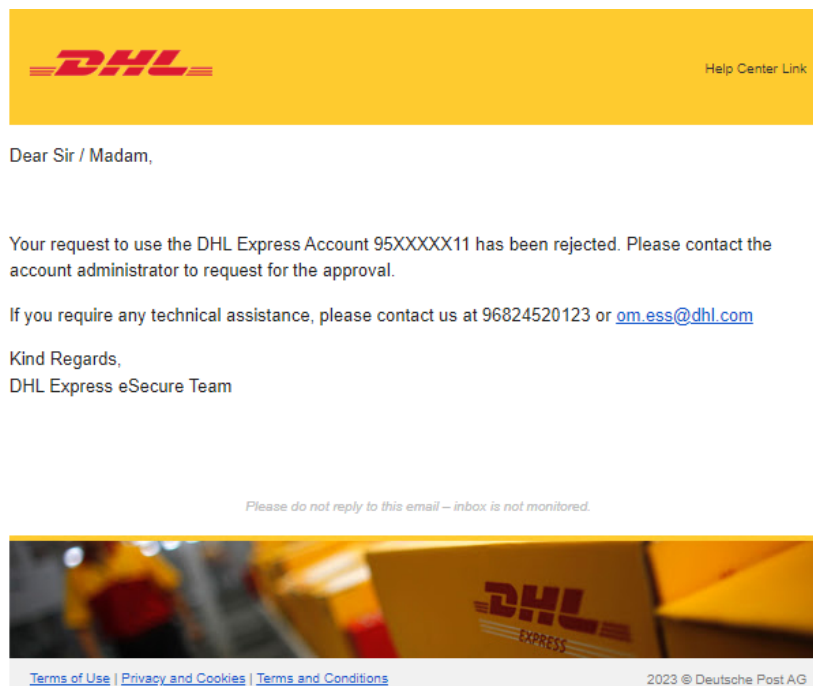 DHL
Help Center Link
Dear Sir / Madam,
Your request to use the DHL Express Account 95XXXXX11 has been rejected. Please contact the
account administrator to request for the approval.
If you require any technical assistance, please contact us at 96824520123 or om.ess@dhl.com
Kind Regards,
DHL Express eSecure Team
Please do not reply to this email – inbox is not monitored.
DHL
EXPRESS
Terms of Use | Privacy and Cookies | Terms and Conditions
2023 © Deutsche Post AG